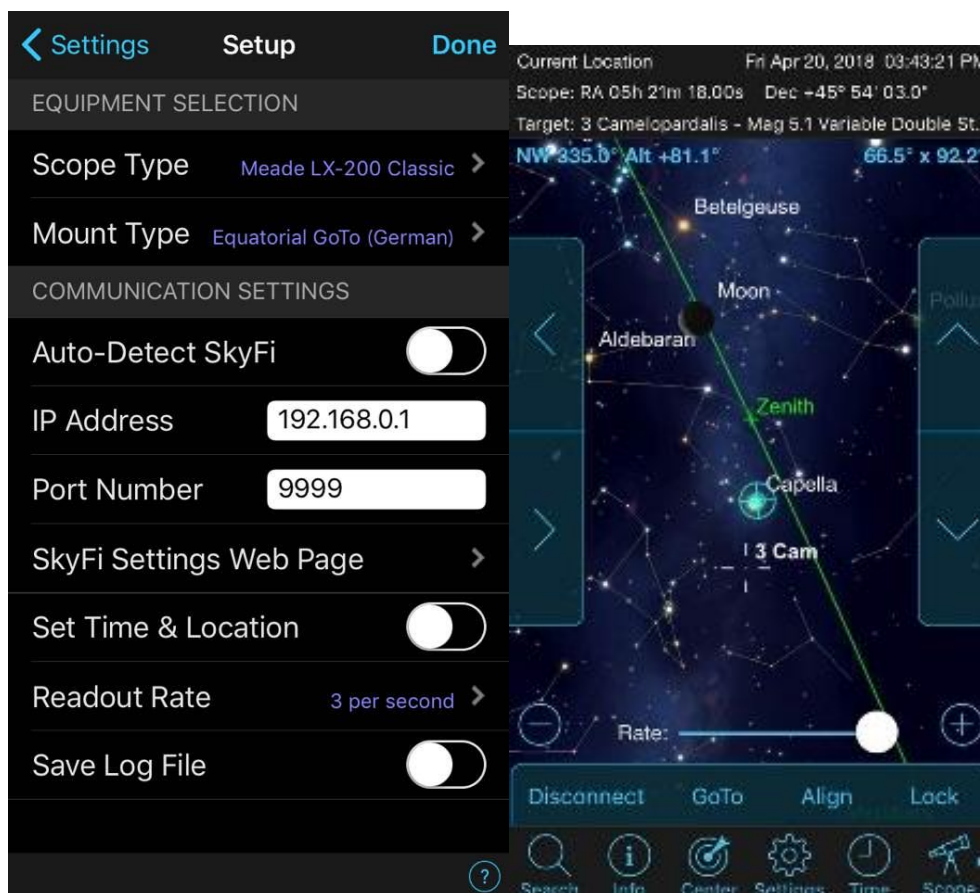 Settings Setup Done
EQUIPMENT SELECTION
Scope Type Meade LX-200 Classic
Mount Type Equatorial GoTo (German)
COMMUNICATION SETTINGS
Auto-Detect SkyFi
IP Address 192.168.0.1
Port Number 9999
SkyFi Settings Web Page
Set Time & Location
Readout Rate 3 per second
Save Log File
?
Current Location Fri Apr 20, 2018 03:43:21 PM
Scope: RA 05h 21m 18.00s Dec +45° 54' 03.0"
Target: 3 Camelopardalis - Mag 5.1 Variable Double St.
NW 335.0° Alt +81.1° 66.5° x 92.2°
Betelgeuse
Moon
Pollux
Aldebaran
Zenith
Capella
3 Cam
Rate:
Disconnect GoTo Align Lock
Search Info Center Settings Time Scope